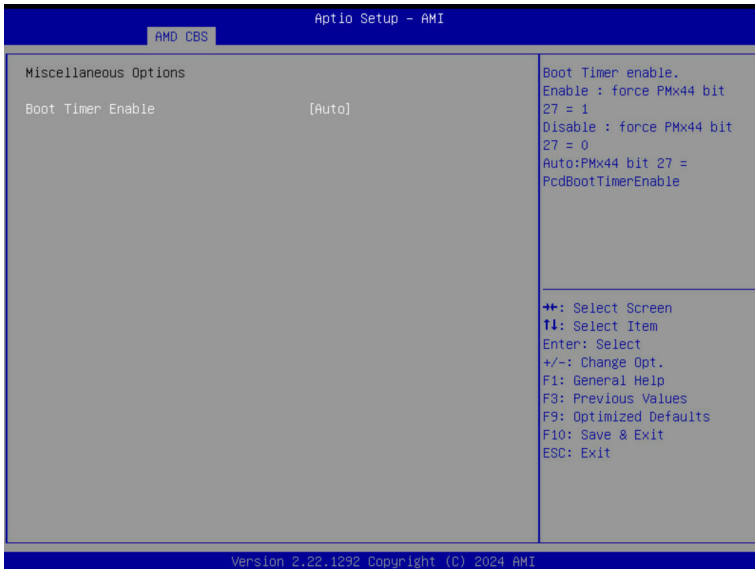 Aptio Setup – AMI
AMD CBS
Miscellaneous Options
Boot Timer Enable [Auto]
Boot Timer enable.
Enable : force PMx44 bit
27 = 1
Disable : force PMx44 bit
27 = 0
Auto:PMx44 bit 27 =
PcdBootTimerEnable
→←: Select Screen
↑↓: Select Item
Enter: Select
+/-: Change Opt.
F1: General Help
F3: Previous Values
F9: Optimized Defaults
F10: Save & Exit
ESC: Exit
Version 2.22.1292 Copyright (C) 2024 AMI